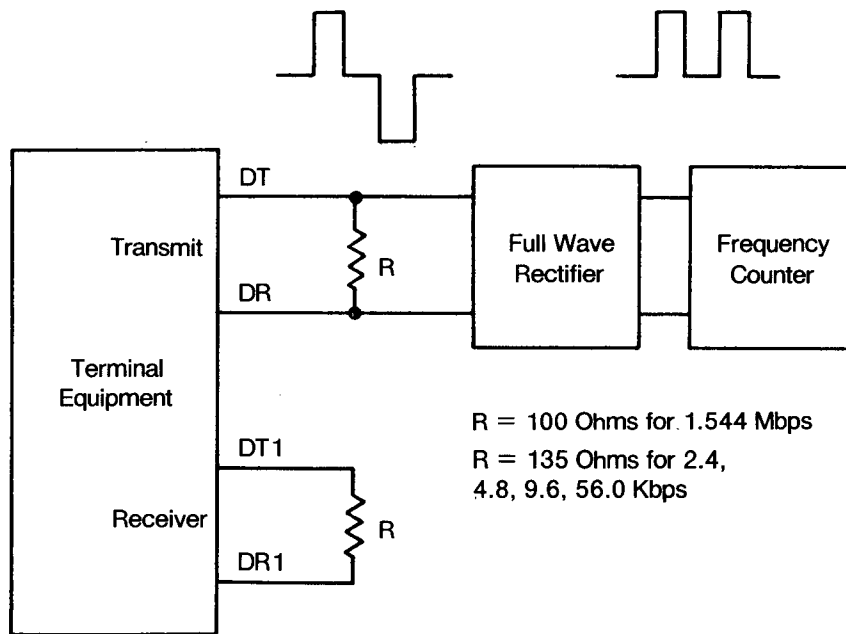 DT
Transmit
R
DR
Full Wave
Rectifier
Frequency
Counter
Terminal
Equipment
R = 100 Ohms for 1.544 Mbps
R = 135 Ohms for 2.4,
4.8, 9.6, 56.0 Kbps
DT1
Receiver
R
DR1